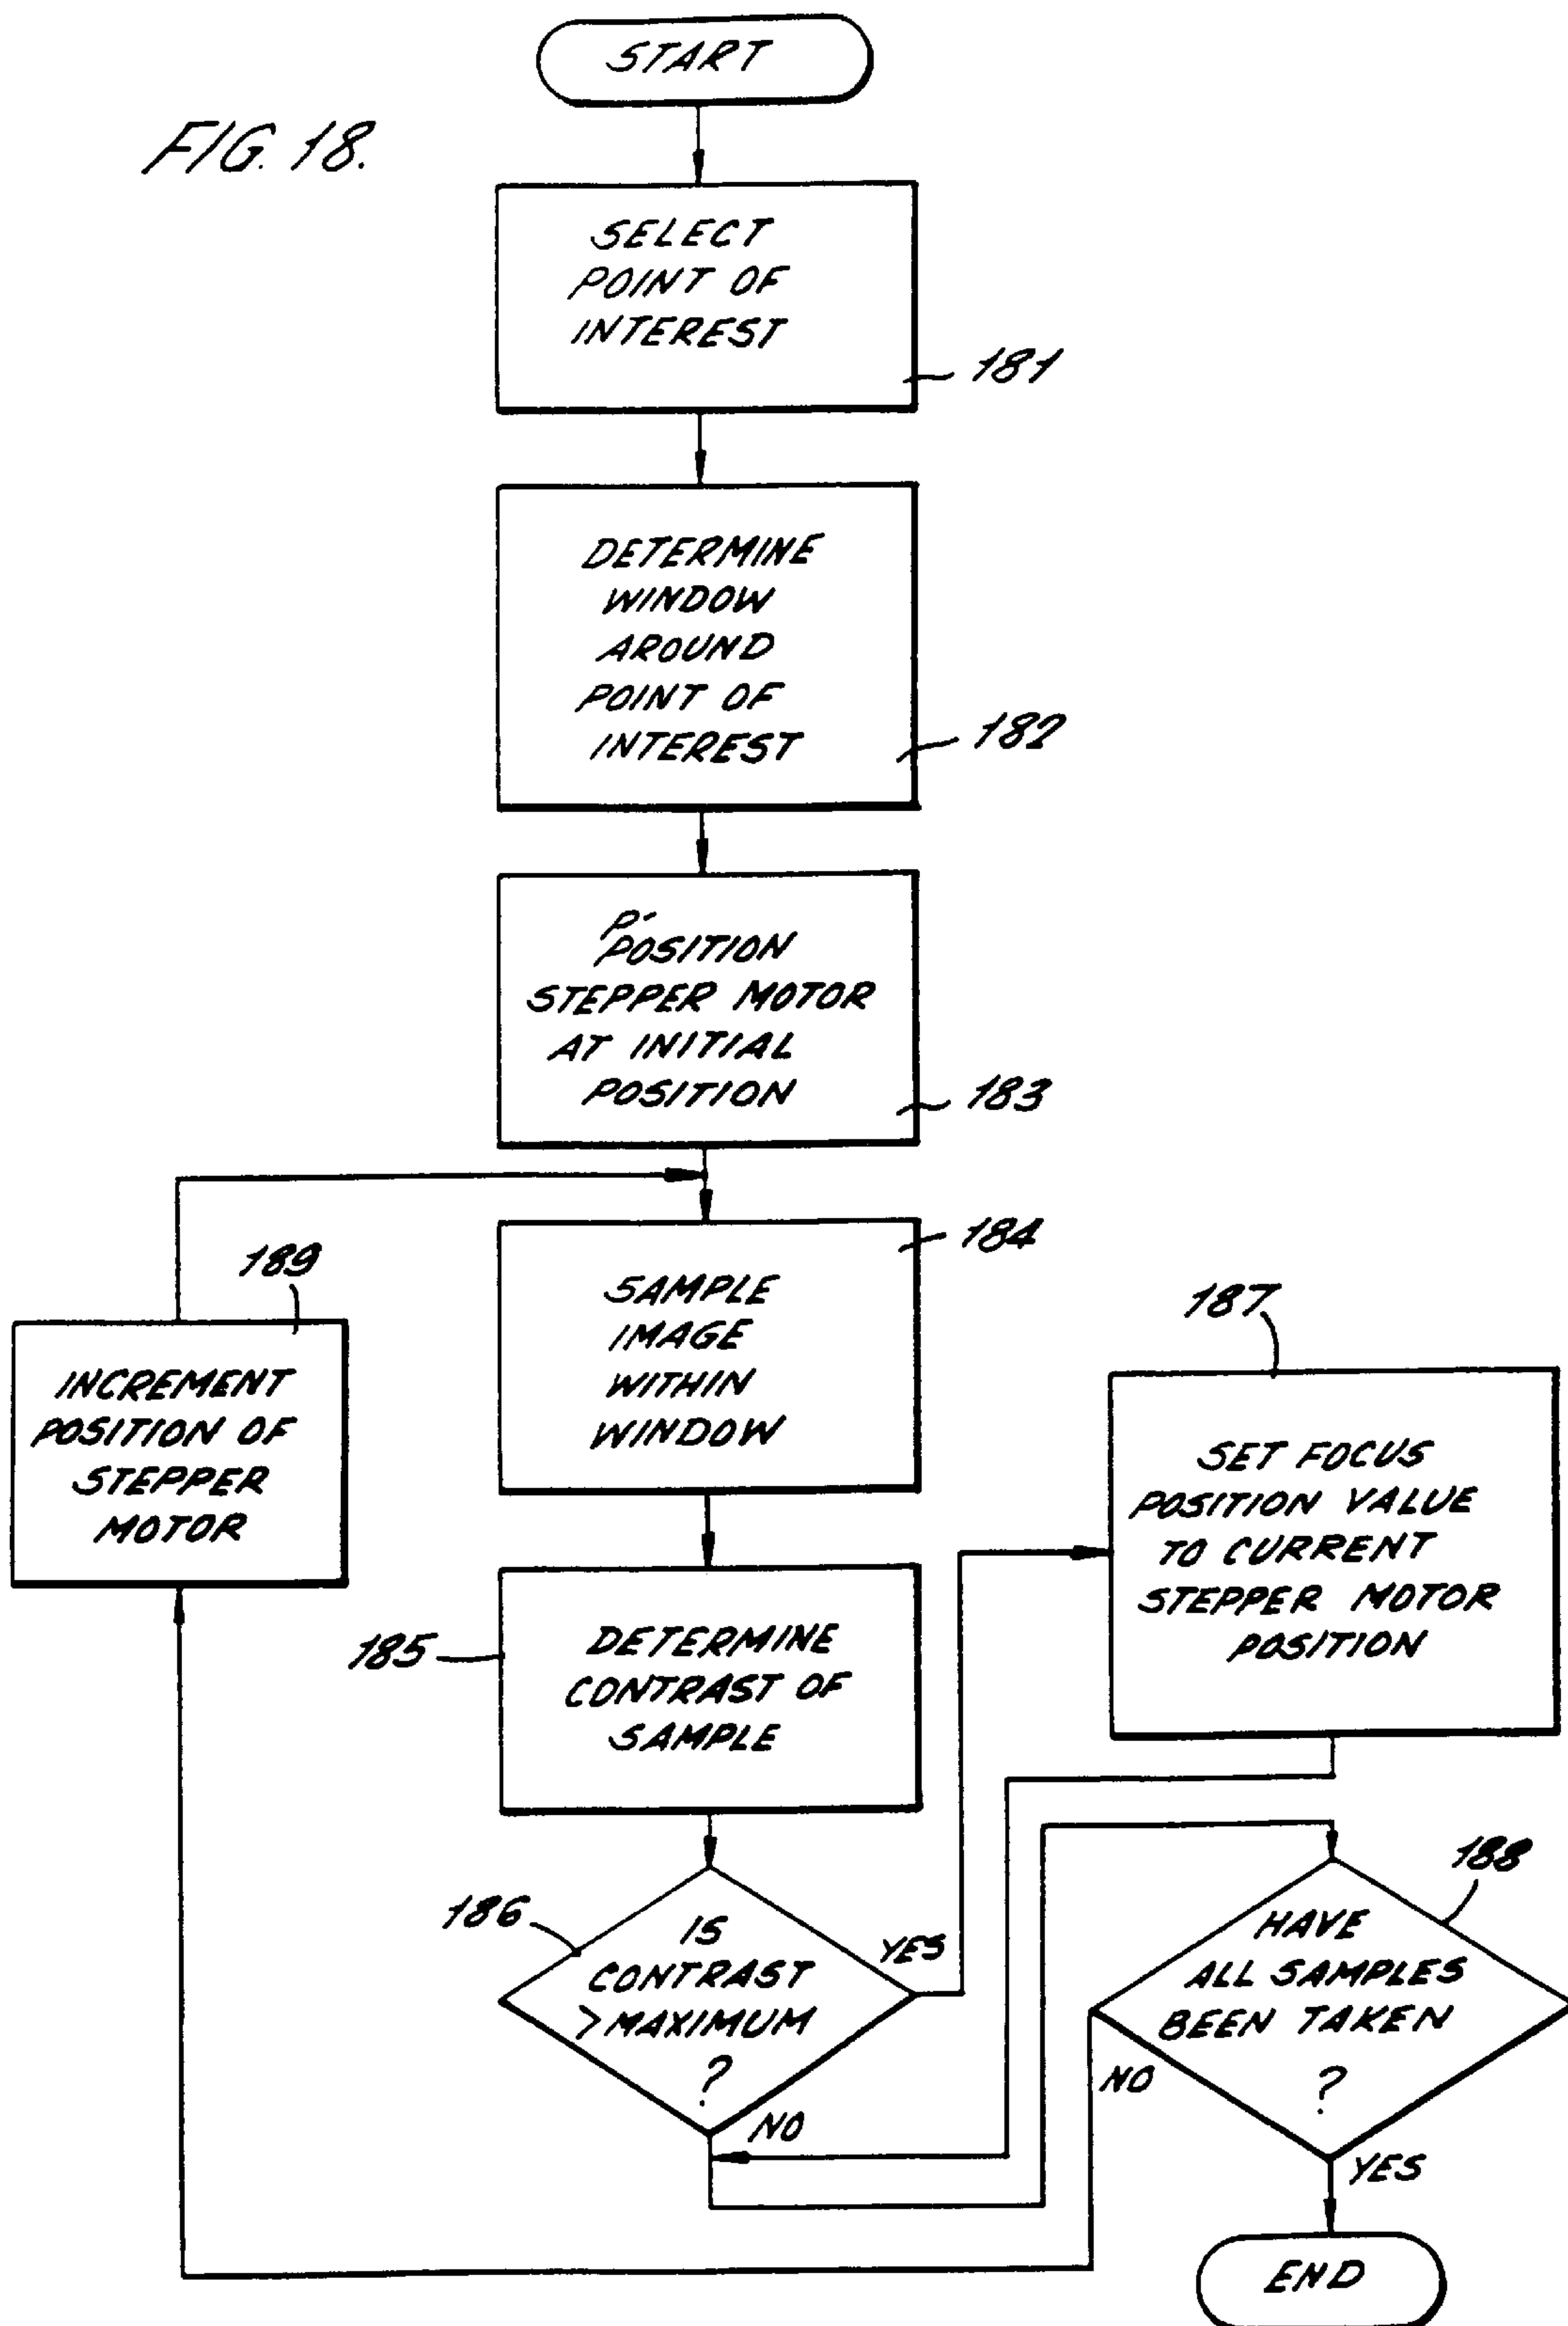 START
FIG. 18.
SELECT
POINT OF
INTEREST
181
DETERMINE
WINDOW
AROUND
POINT OF
INTEREST
182
P-
POSITION
STEPPER MOTOR
AT INITIAL
POSITION
183
184
SAMPLE
IMAGE
WITHIN
WINDOW
189
INCREMENT
POSITION OF
STEPPER
MOTOR
187
SET FOCUS
POSITION VALUE
TO CURRENT
STEPPER MOTOR
POSITION
185
DETERMINE
CONTRAST OF
SAMPLE
186
IS
CONTRAST
> MAXIMUM
?
YES
NO
188
HAVE
ALL SAMPLES
BEEN TAKEN
?
NO
YES
END